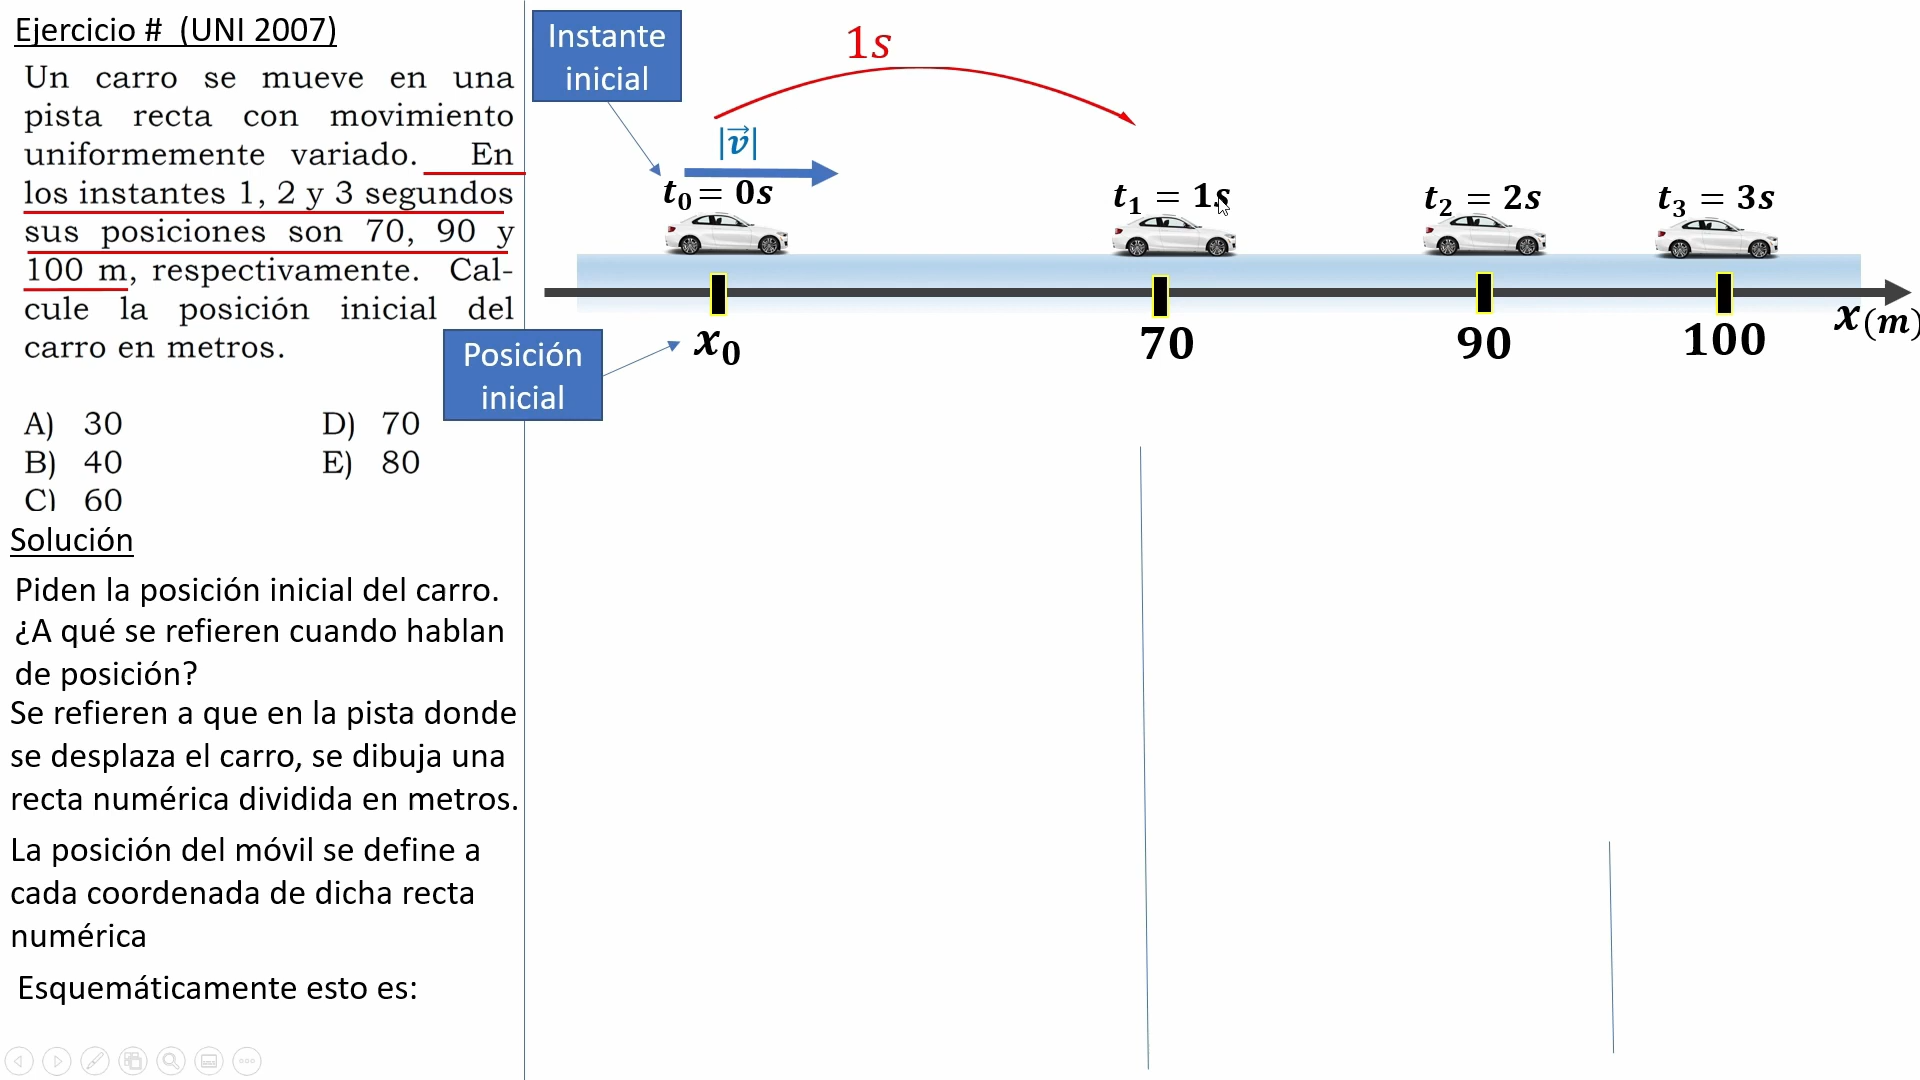 Ejercicio # (UNI 2007)
Un carro se mueve en una
pista recta con movimiento
uniformemente variado. En
los instantes 1, 2 y 3 segundos
sus posiciones son 70, 90 y
100 m, respectivamente. Cal-
cule la posición inicial del
carro en metros.
A) 30
B) 40
C) 60
D) 70
E) 80
Solución
Piden la posición inicial del carro.
¿A qué se refieren cuando hablan
de posición?
Se refieren a que en la pista donde
se desplaza el carro, se dibuja una
recta numérica dividida en metros.
La posición del móvil se define a
cada coordenada de dicha recta
numérica
Esquemáticamente esto es:
Instante
inicial
1s
|v⃗|
t₀ = 0s
t₁ = 1s
t₂ = 2s
t₃ = 3s
x₀
70
90
100
x(m)
Posición
inicial